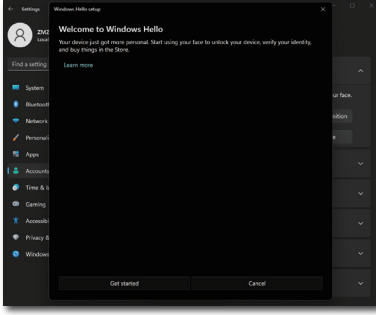 Settings
Windows Hello setup
Welcome to Windows Hello
Your device just got more personal. Start using your face to unlock your device, verify your identity,
and buy things in the Store.
Learn more
Local
Find a setting
System
Bluetooth
Network
Apps
Accounts
Time &
Gaming
Privacy &
Windows
ur face.
nition
Get started
Cancel